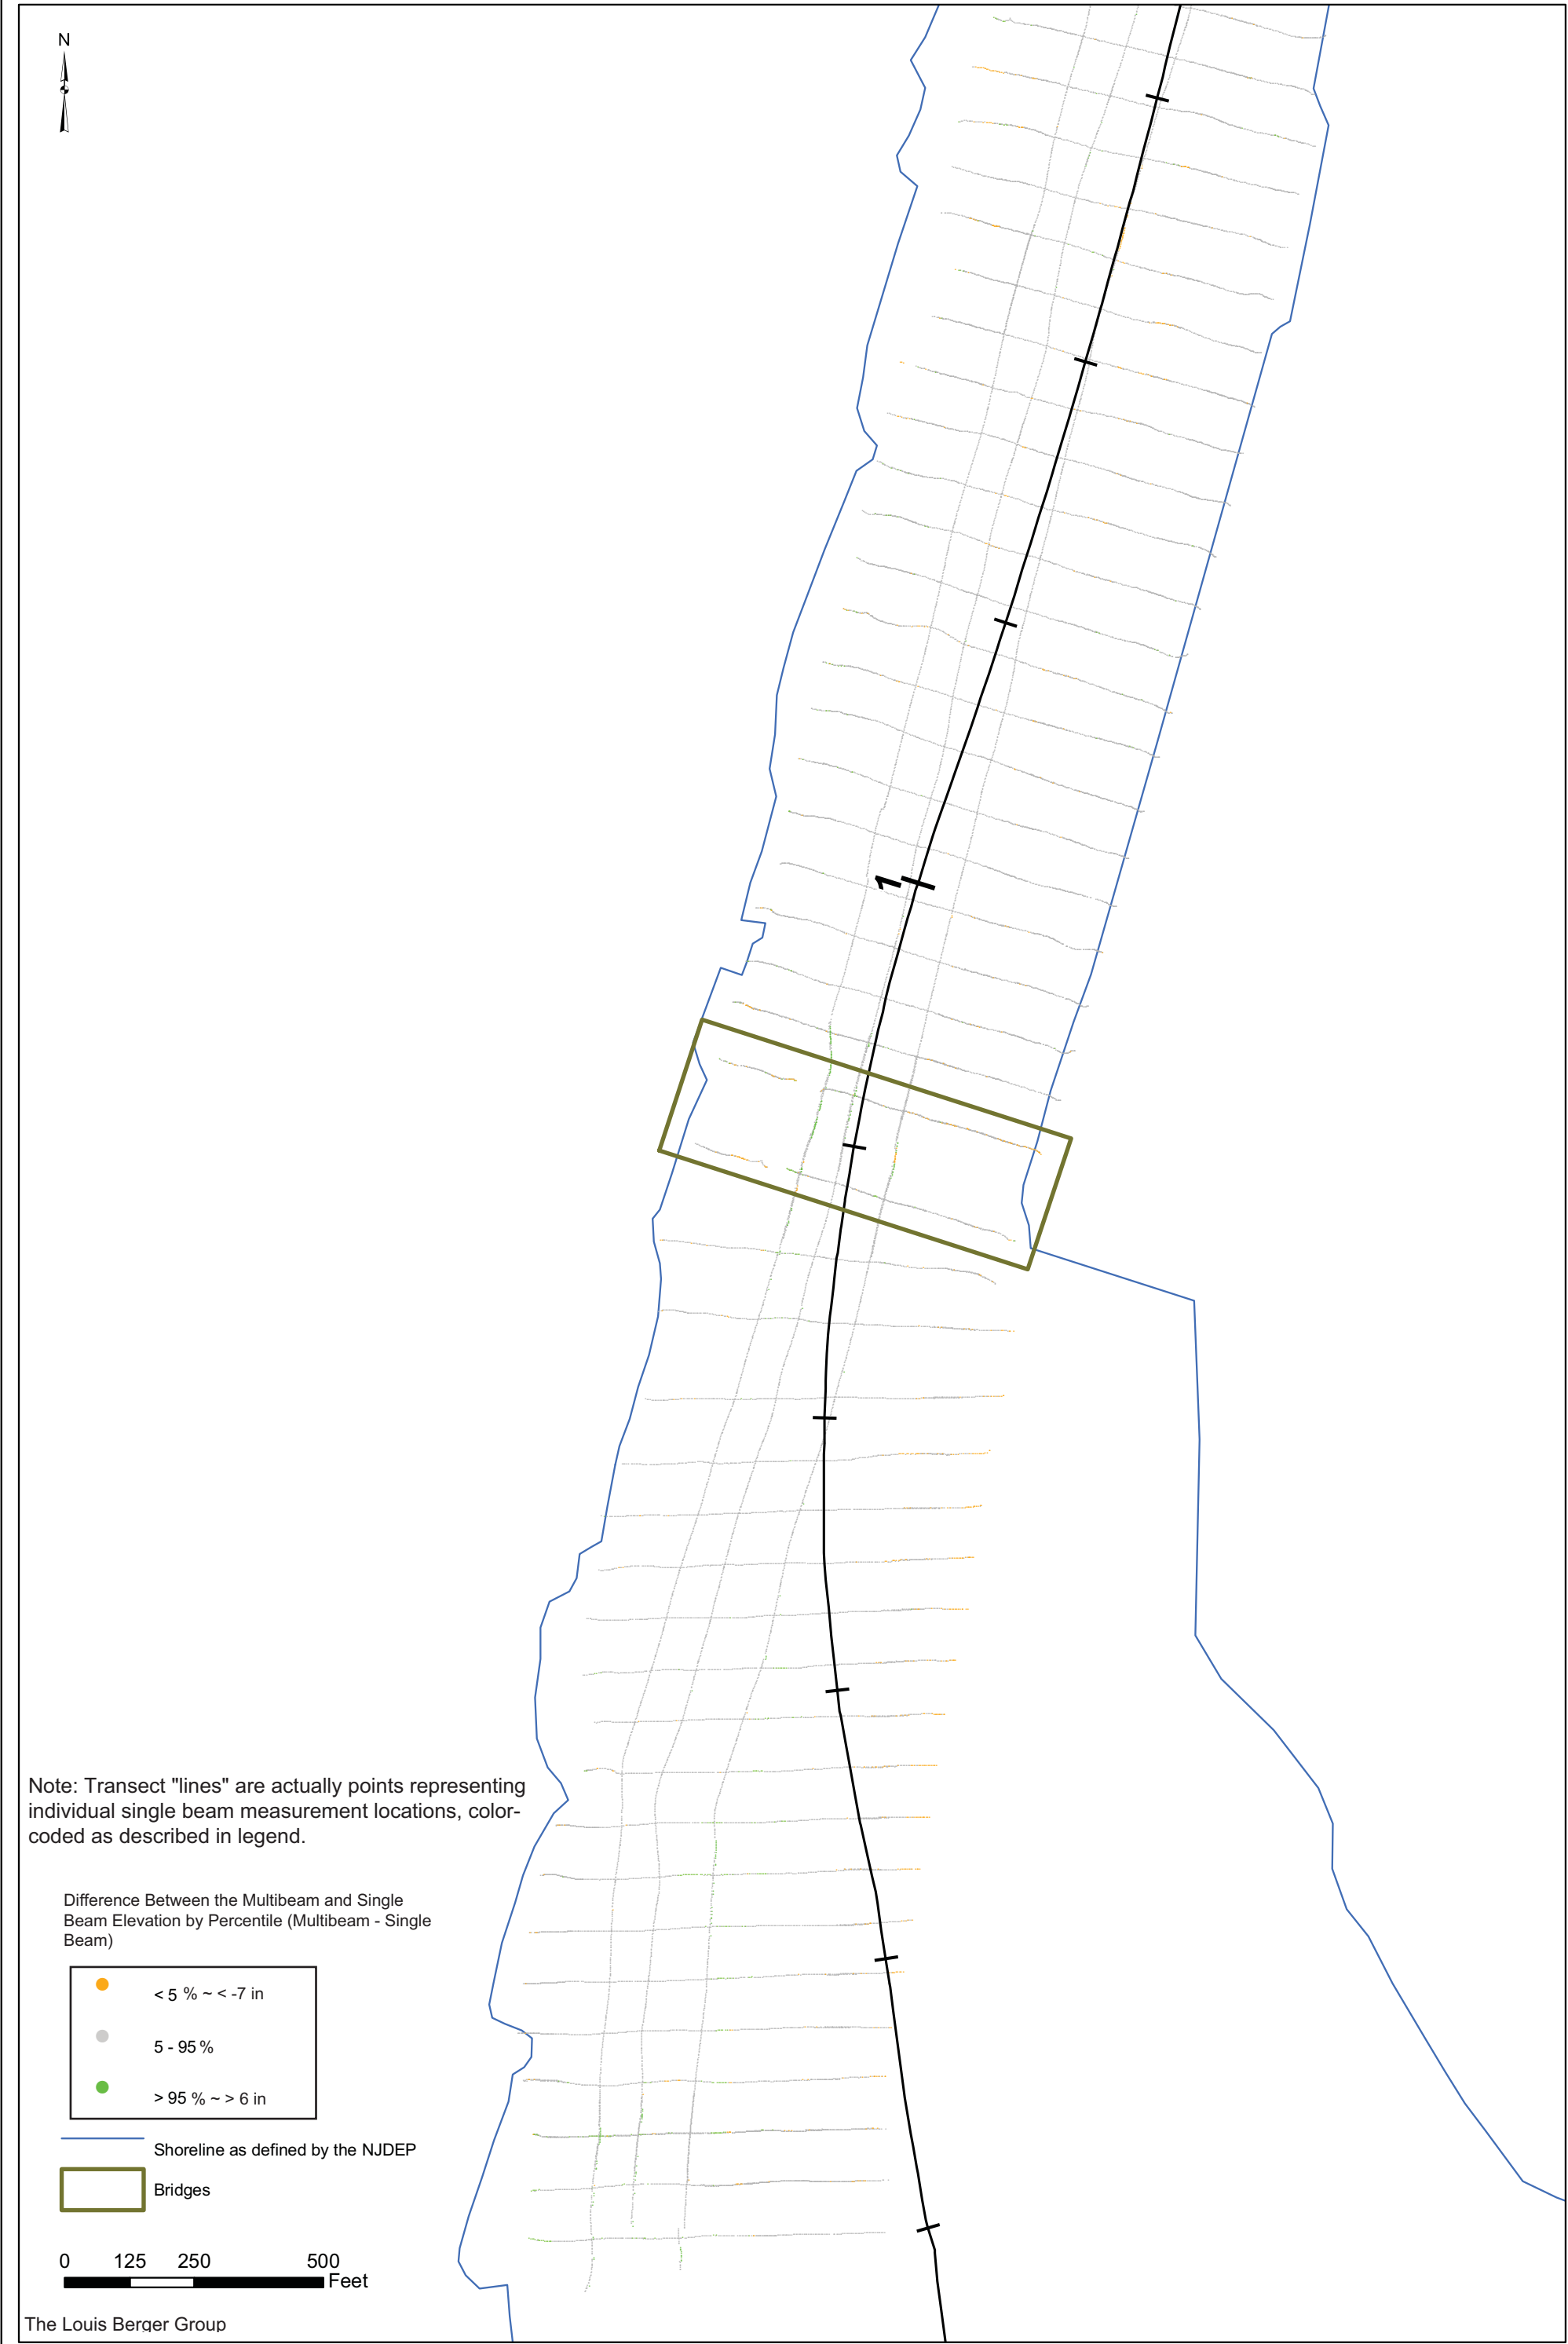 N
1
Note: Transect "lines" are actually points representing
individual single beam measurement locations, color-
coded as described in legend.
Difference Between the Multibeam and Single
Beam Elevation by Percentile (Multibeam - Single
Beam)
< 5 % ~ < -7 in
5 - 95 %
> 95 % ~ > 6 in
Shoreline as defined by the NJDEP
Bridges
0 125 250 500
Feet
The Louis Berger Group